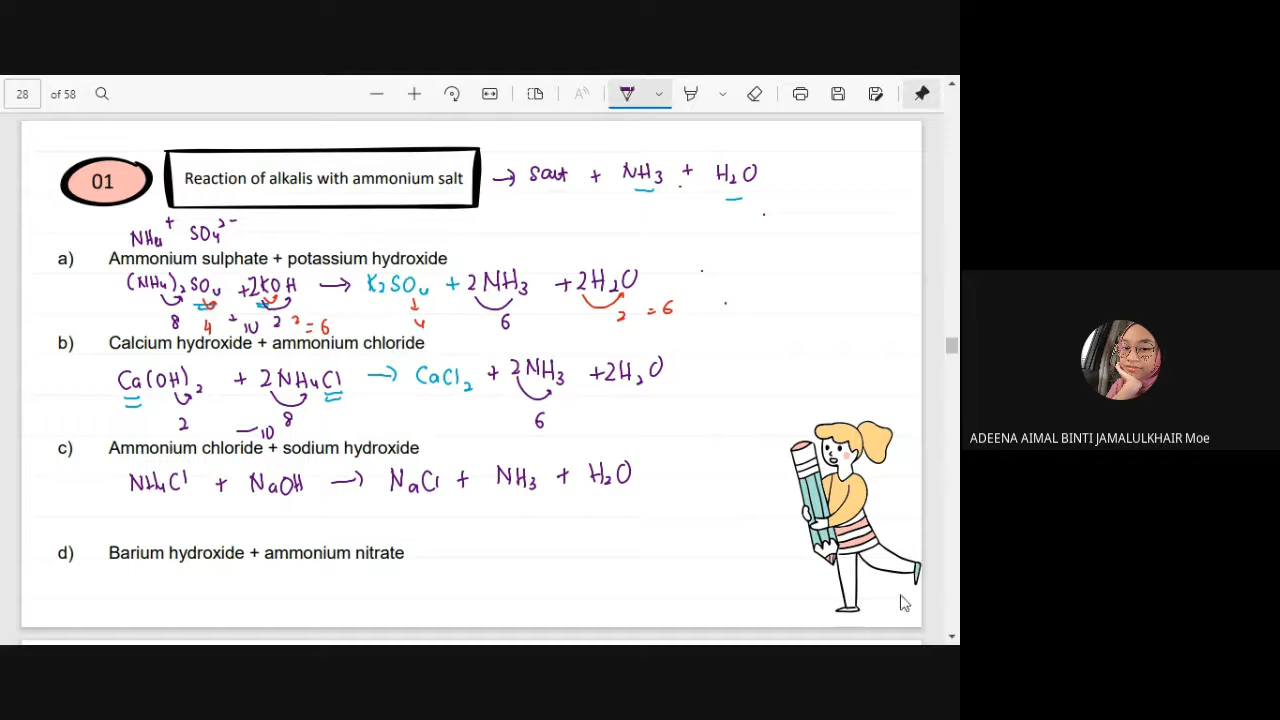 28 of 58
01 Reaction of alkalis with ammonium salt → salt + NH3 + H2O
NH4+ SO4 2-
a) Ammonium sulphate + potassium hydroxide
(NH4)2SO4 + 2KOH → K2SO4 + 2NH3 + 2H2O
8 4 + 10 2 2 = 6 4 6 2 = 6
b) Calcium hydroxide + ammonium chloride
Ca(OH)2 + 2NH4Cl → CaCl2 + 2NH3 + 2H2O
2 8 6
10
c) Ammonium chloride + sodium hydroxide
NH4Cl + NaOH → NaCl + NH3 + H2O
d) Barium hydroxide + ammonium nitrate
ADEENA AIMAL BINTI JAMALULKHAIR Moe